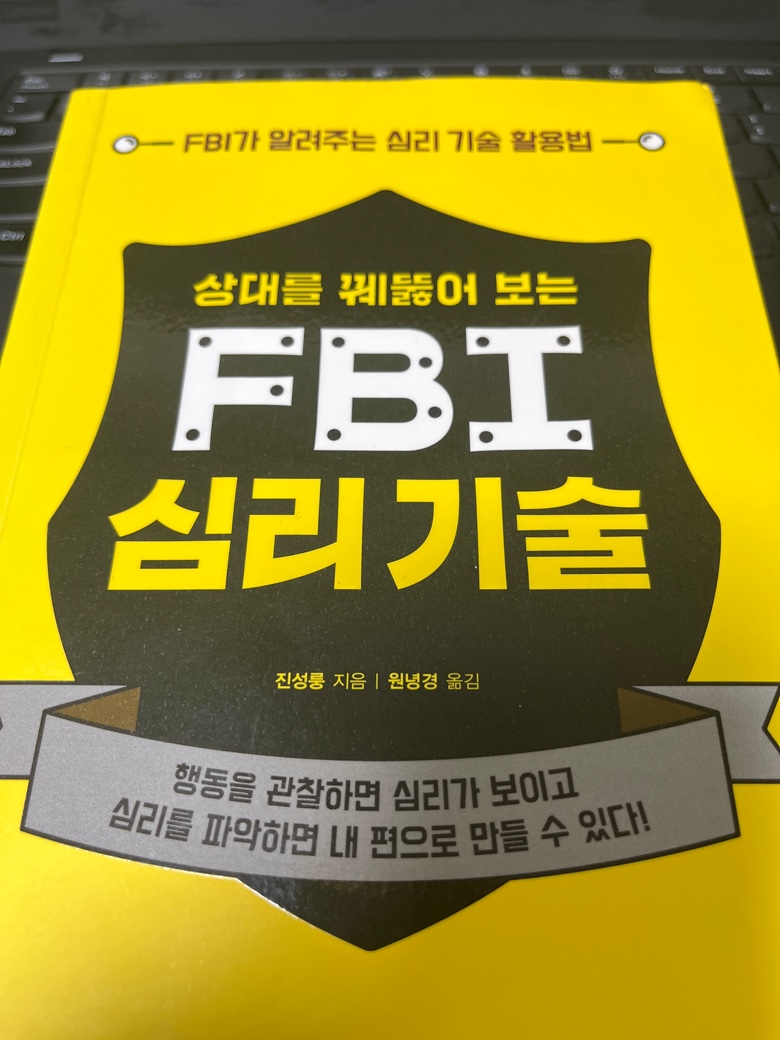 FBI가 알려주는 심리 기술 활용법
상대를 꿰뚫어 보는
FBI
심리 기술
진성룽 지음 | 원녕경 옮김
행동을 관찰하면 심리가 보이고
심리를 파악하면 내 편으로 만들 수 있다!
Ctrl